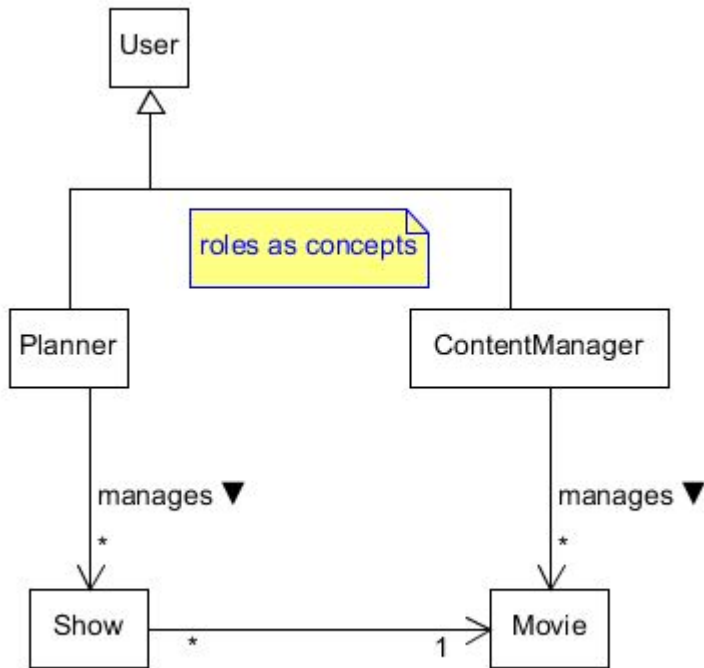 User
roles as concepts
Planner
ContentManager
manages ▼
manages ▼
*
*
Show
*
1
Movie